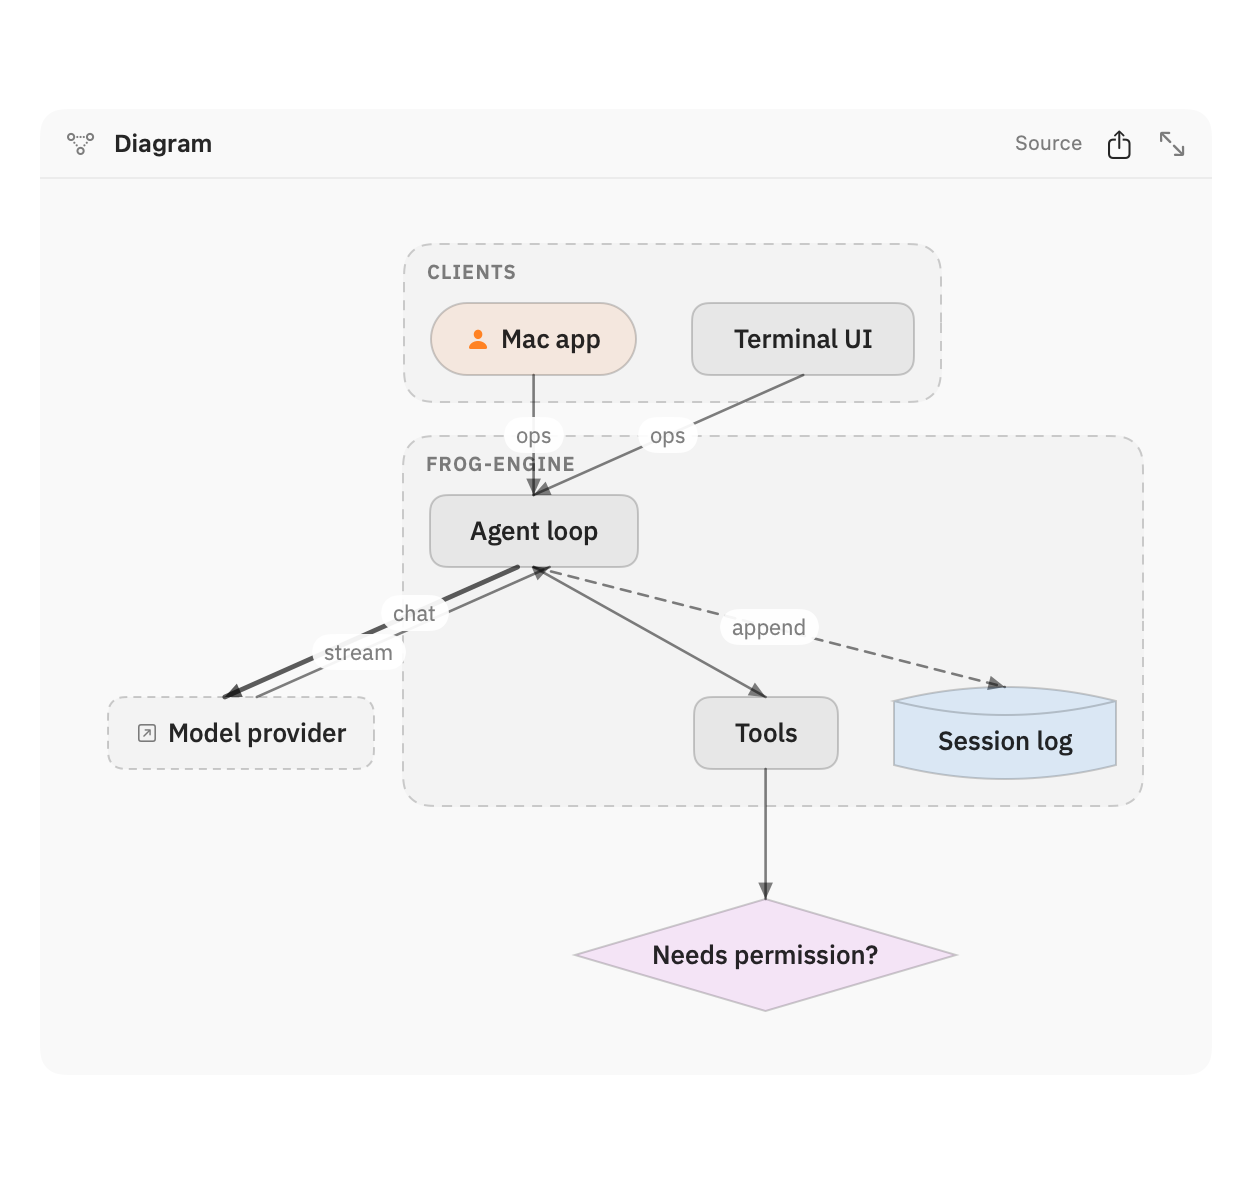 Diagram
Source
CLIENTS
Mac app
Terminal UI
ops
ops
FROG-ENGINE
Agent loop
chat
append
stream
Model provider
Tools
Session log
Needs permission?